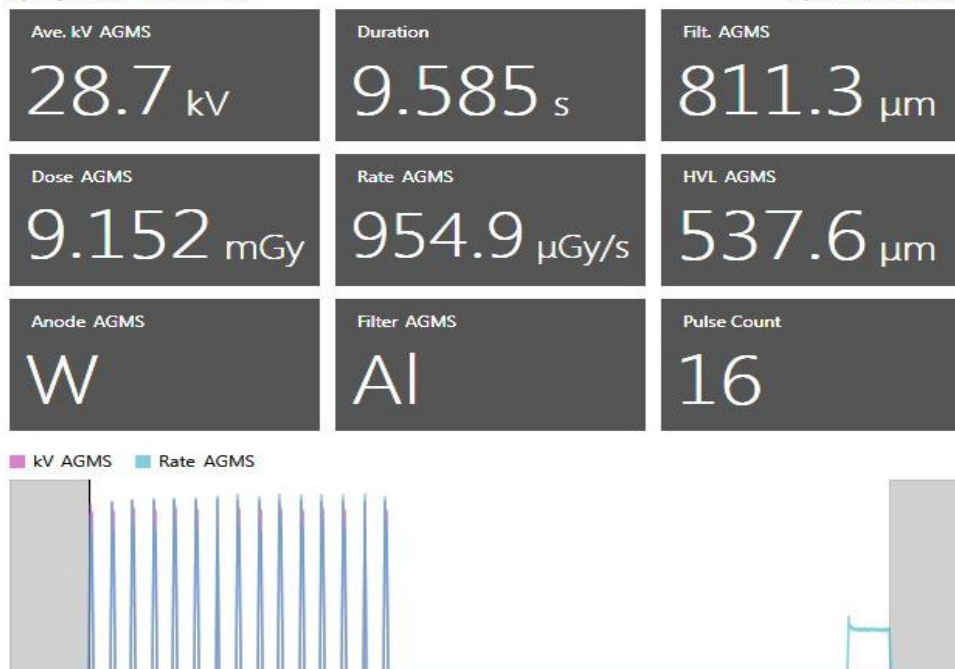 Ave. kV AGMS
28.7 kV
Duration
9.585 s
Filt. AGMS
811.3 µm
Dose AGMS
9.152 mGy
Rate AGMS
954.9 µGy/s
HVL AGMS
537.6 µm
Anode AGMS
W
Filter AGMS
Al
Pulse Count
16
kV AGMS
Rate AGMS